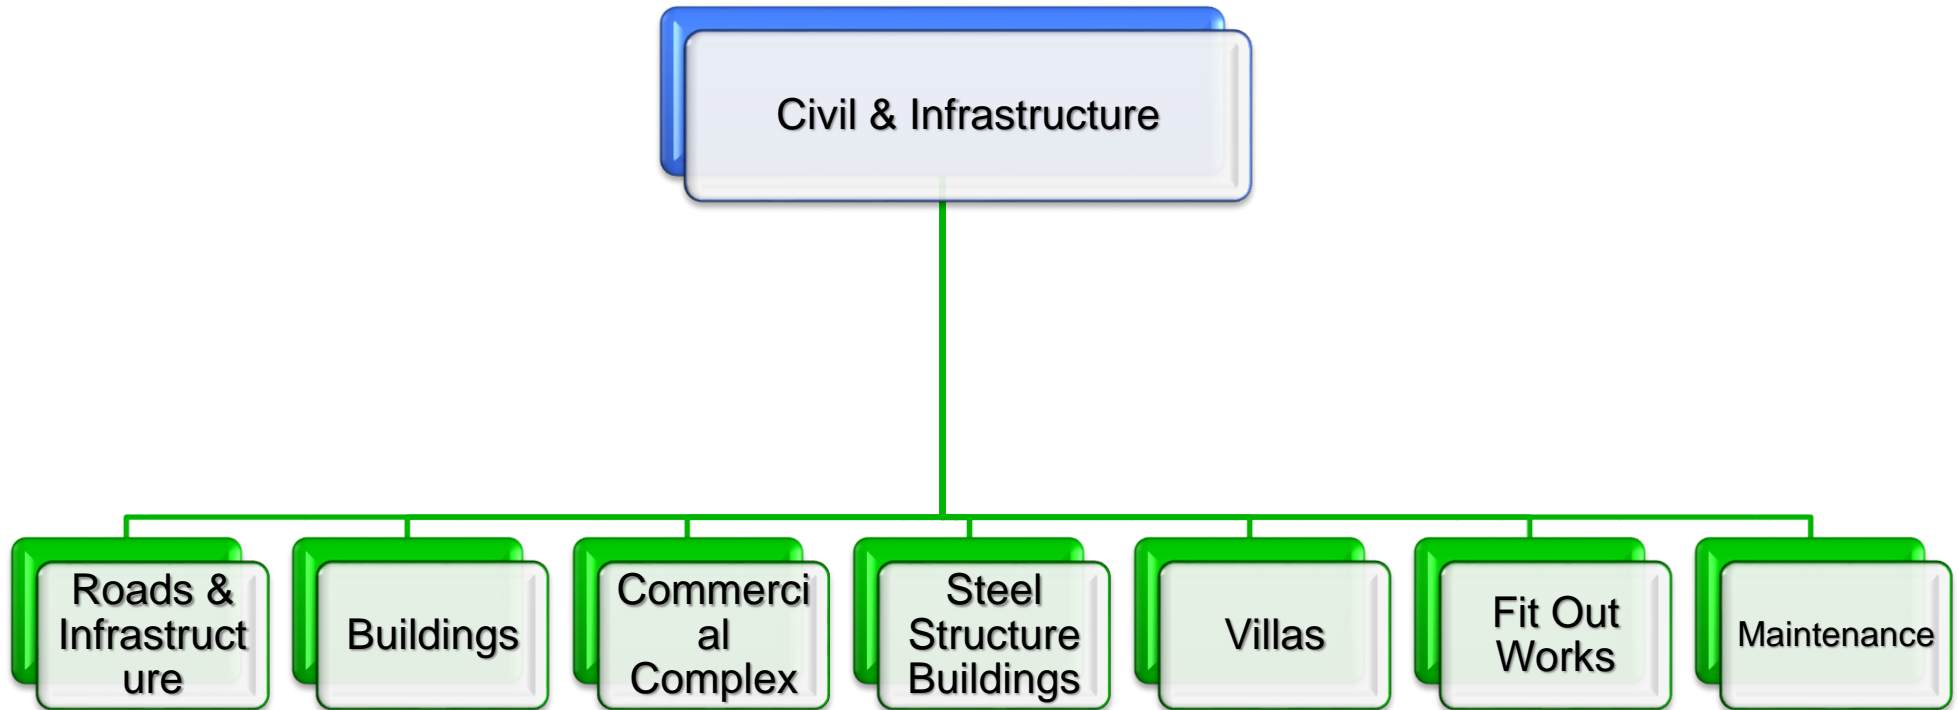 Civil & Infrastructure
Roads &
Infrastruct
ure
Buildings
Commerci
al
Complex
Steel
Structure
Buildings
Villas
Fit Out
Works
Maintenance